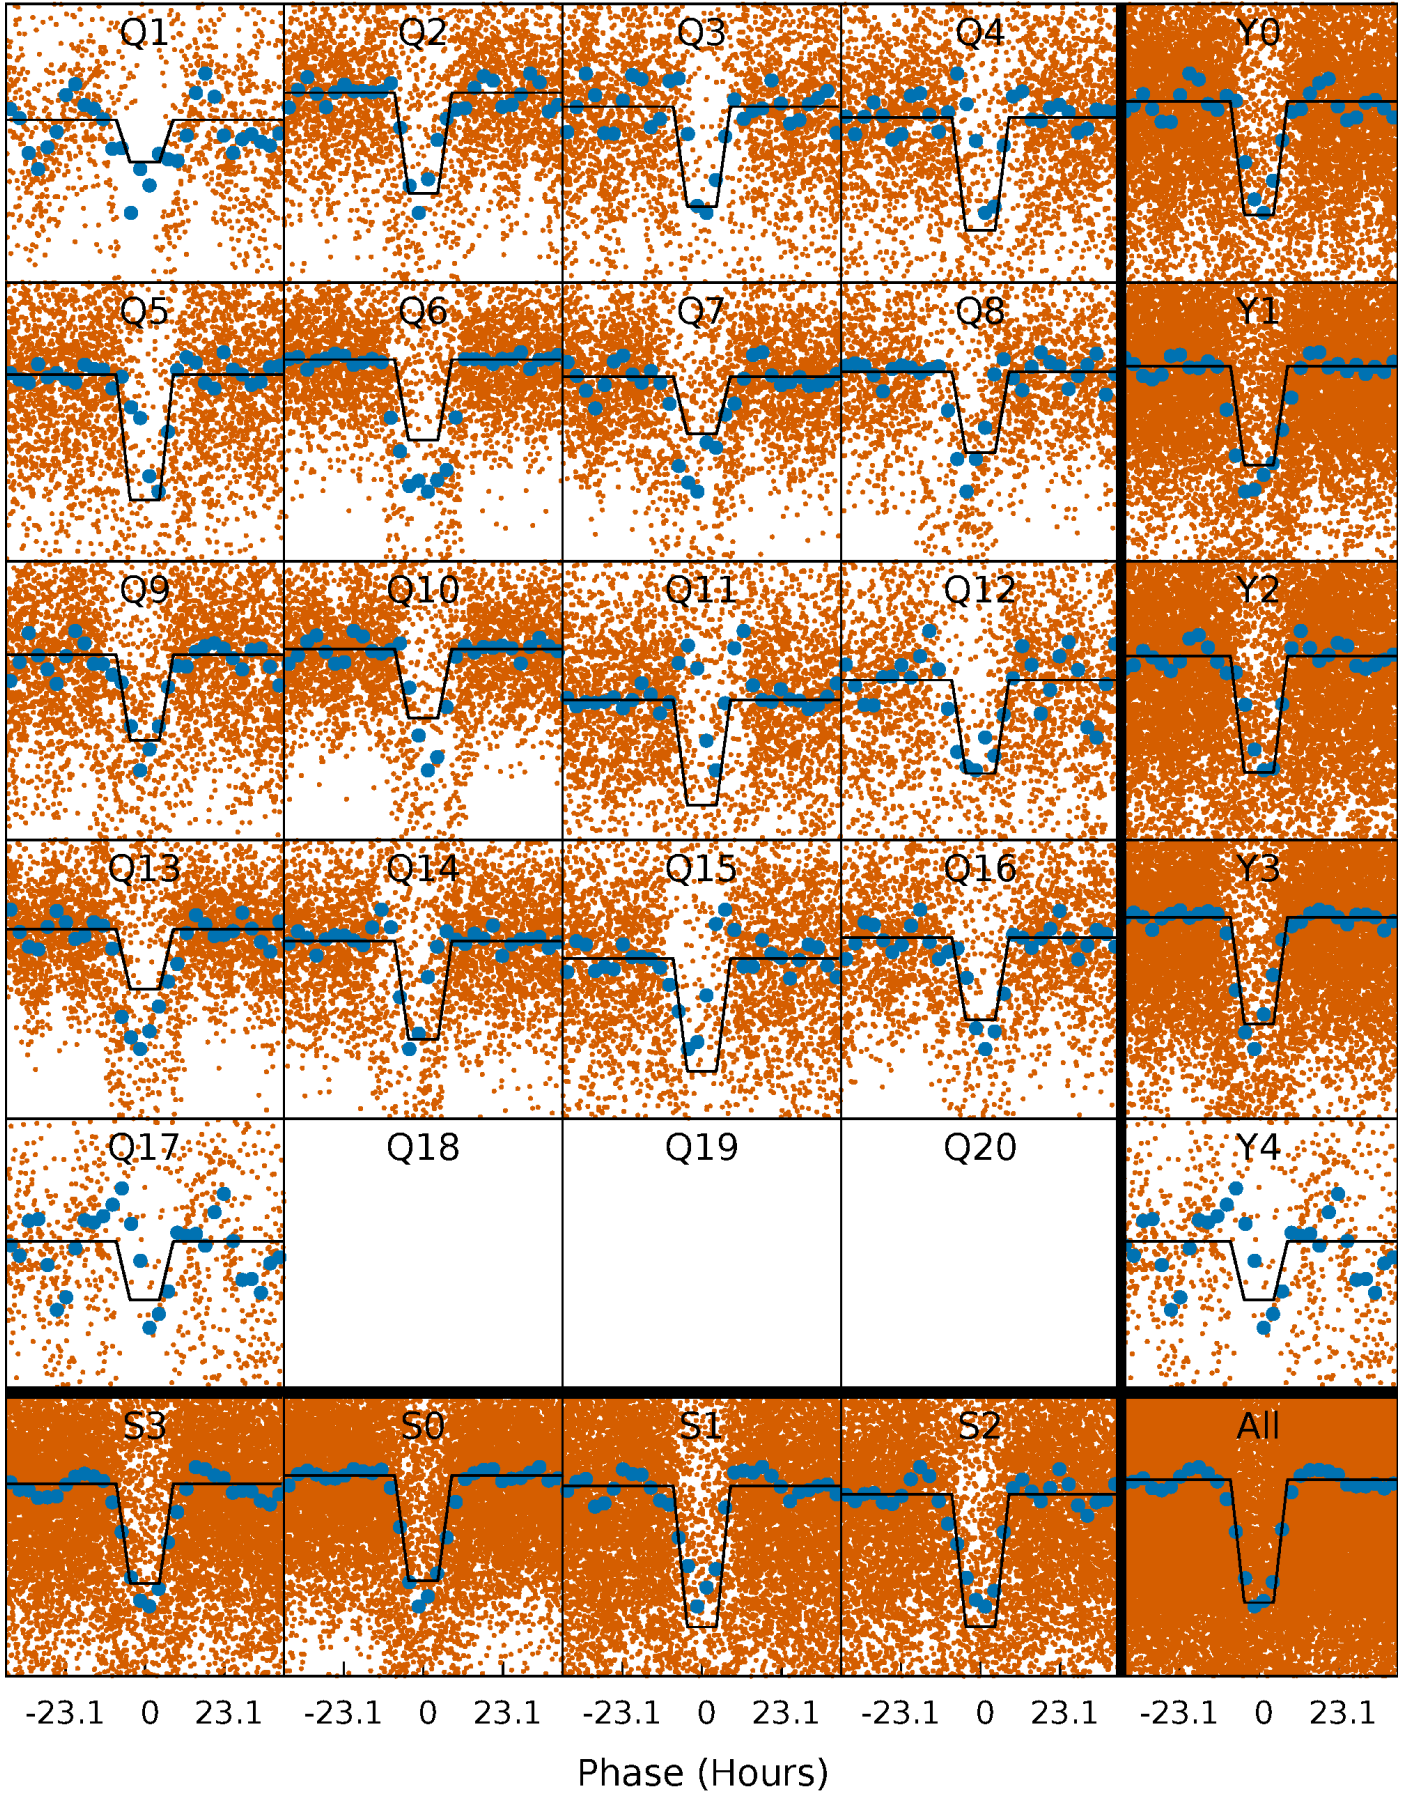 Q1 Q2 Q3 Q4 Y0
Q5 Q6 Q7 Q8 Y1
Q9 Q10 Q11 Q12 Y2
Q13 Q14 Q15 Q16 Y3
Q17 Q18 Q19 Q20 Y4
S3 S0 S1 S2 All
-23.1 0 23.1 -23.1 0 23.1 -23.1 0 23.1 -23.1 0 23.1 -23.1 0 23.1
Phase (Hours)